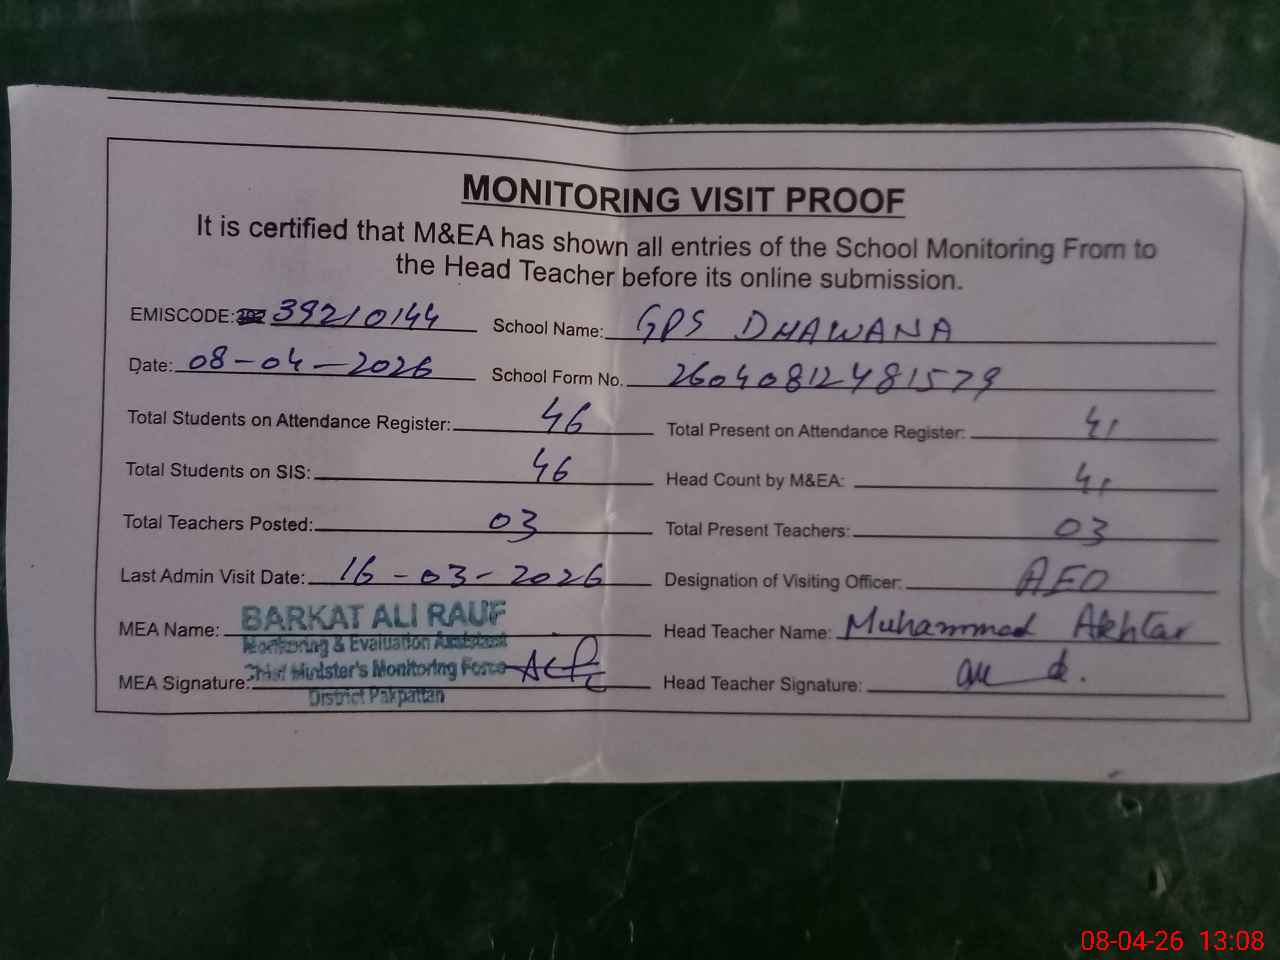 MONITORING VISIT PROOF
It is certified that M&EA has shown all entries of the School Monitoring From to
the Head Teacher before its online submission.
EMISCODE: 39210144 School Name: GPS DHAWANA
Date: 08-04-2026 School Form No. 26040812481579
Total Students on Attendance Register: 46 Total Present on Attendance Register: 41
Total Students on SIS: 46 Head Count by M&EA: 41
Total Teachers Posted: 03 Total Present Teachers: 03
Last Admin Visit Date: 16-03-2026 Designation of Visiting Officer: AEO
MEA Name: BARKAT ALI RAUF Head Teacher Name: Muhammad Akhtar
Monitoring & Evaluation Assistant
Chief Minister's Monitoring Force
MEA Signature: Head Teacher Signature:
District Pakpattan
08-04-26 13:08